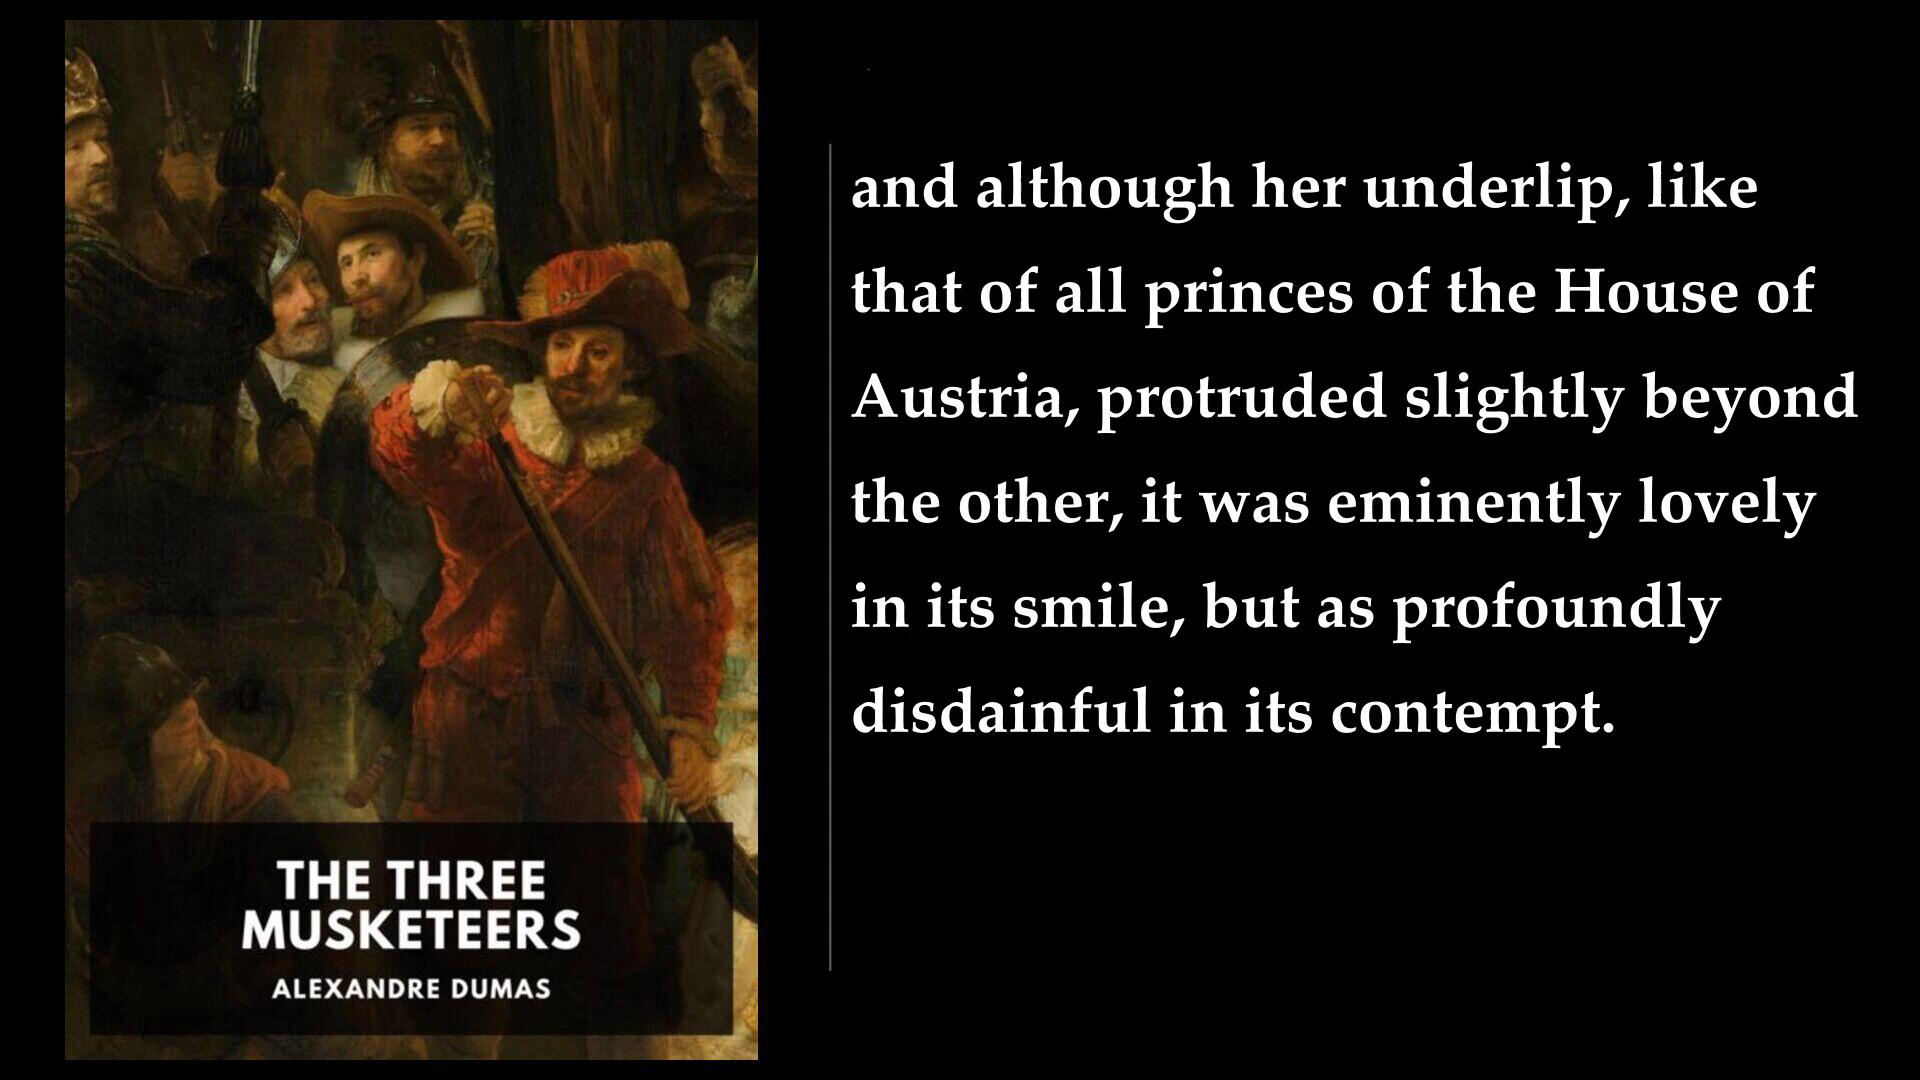 and although her underlip, like
that of all princes of the House of
Austria, protruded slightly beyond
the other, it was eminently lovely
in its smile, but as profoundly
disdainful in its contempt.
THE THREE
MUSKETEERS
ALEXANDRE DUMAS